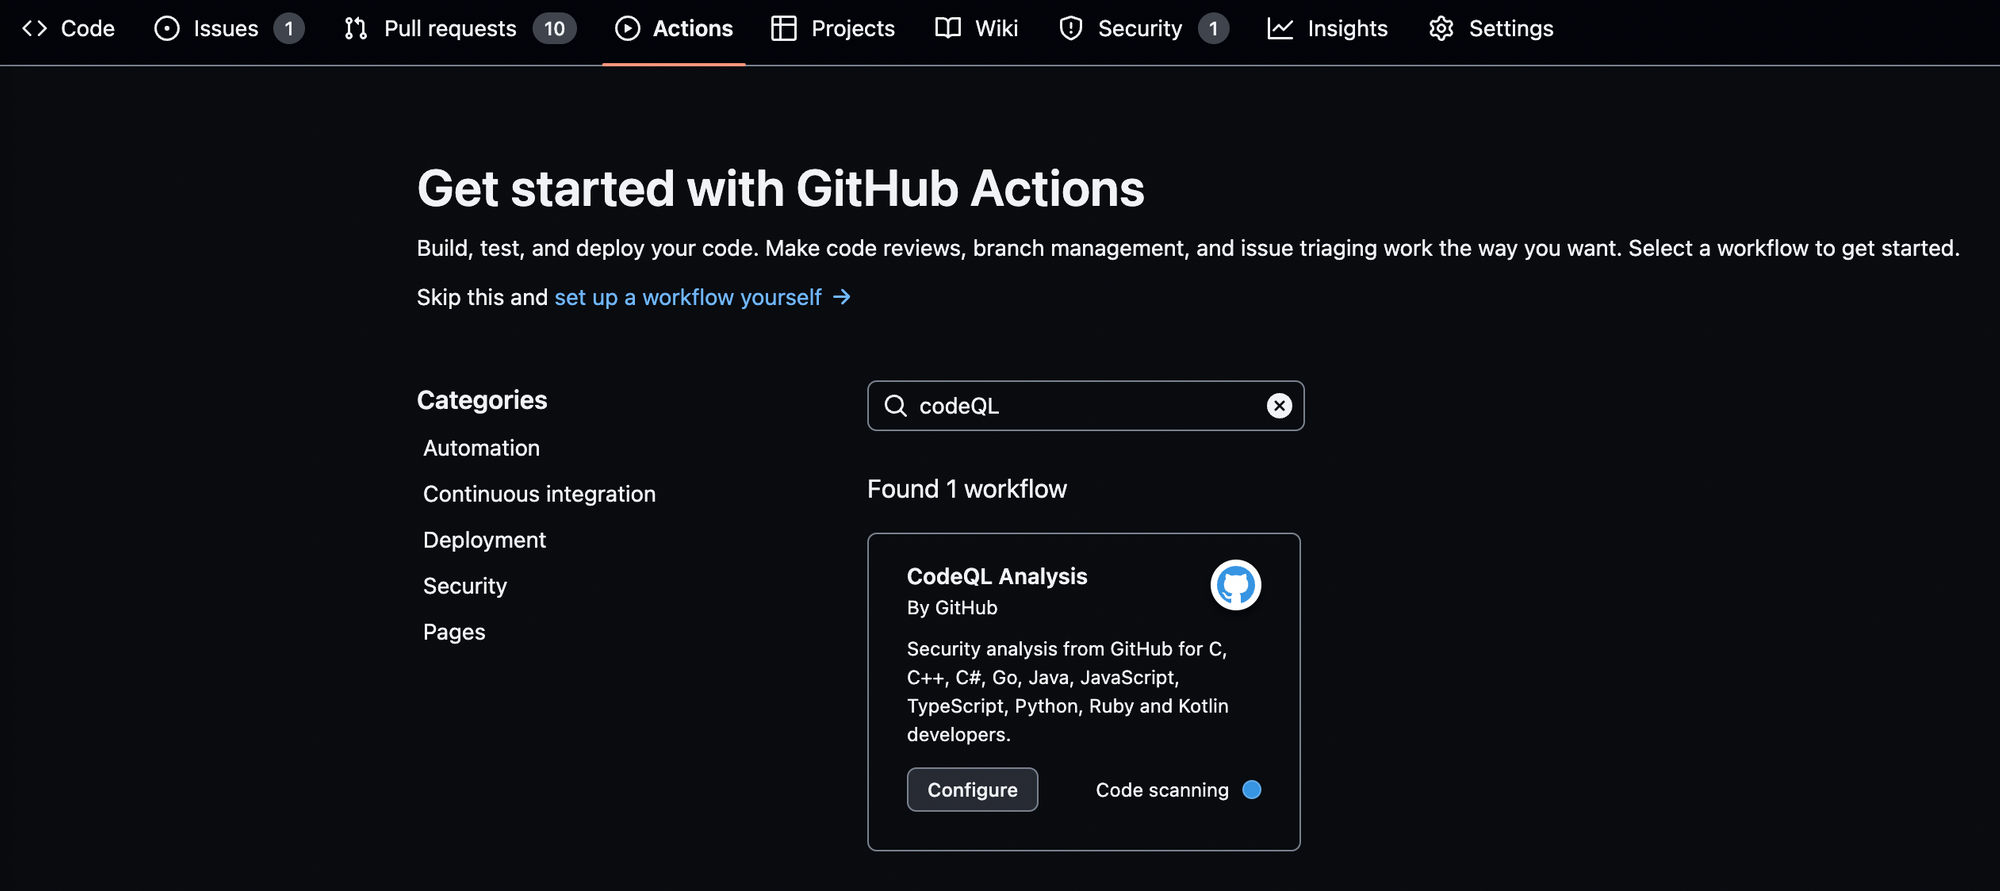 Code Issues 1 Pull requests 10 Actions Projects Wiki Security 1 Insights Settings
Get started with GitHub Actions
Build, test, and deploy your code. Make code reviews, branch management, and issue triaging work the way you want. Select a workflow to get started.
Skip this and set up a workflow yourself →
Categories
Automation
Continuous integration
Deployment
Security
Pages
codeQL
Found 1 workflow
CodeQL Analysis
By GitHub
Security analysis from GitHub for C,
C++, C#, Go, Java, JavaScript,
TypeScript, Python, Ruby and Kotlin
developers.
Configure
Code scanning